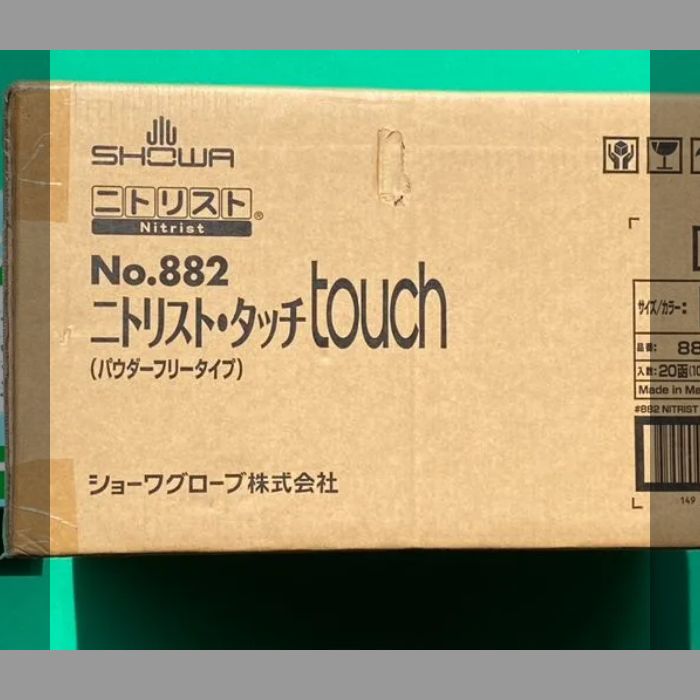 SHOWA
ニトリスト®
Nitrist
No.882
ニトリスト・タッチtouch
(パウダーフリータイプ)
ショーワグローブ株式会社
サイズ/カラー:
品番: 88
入数: 20函(10
Made in Ma
#882 NITRIST
149